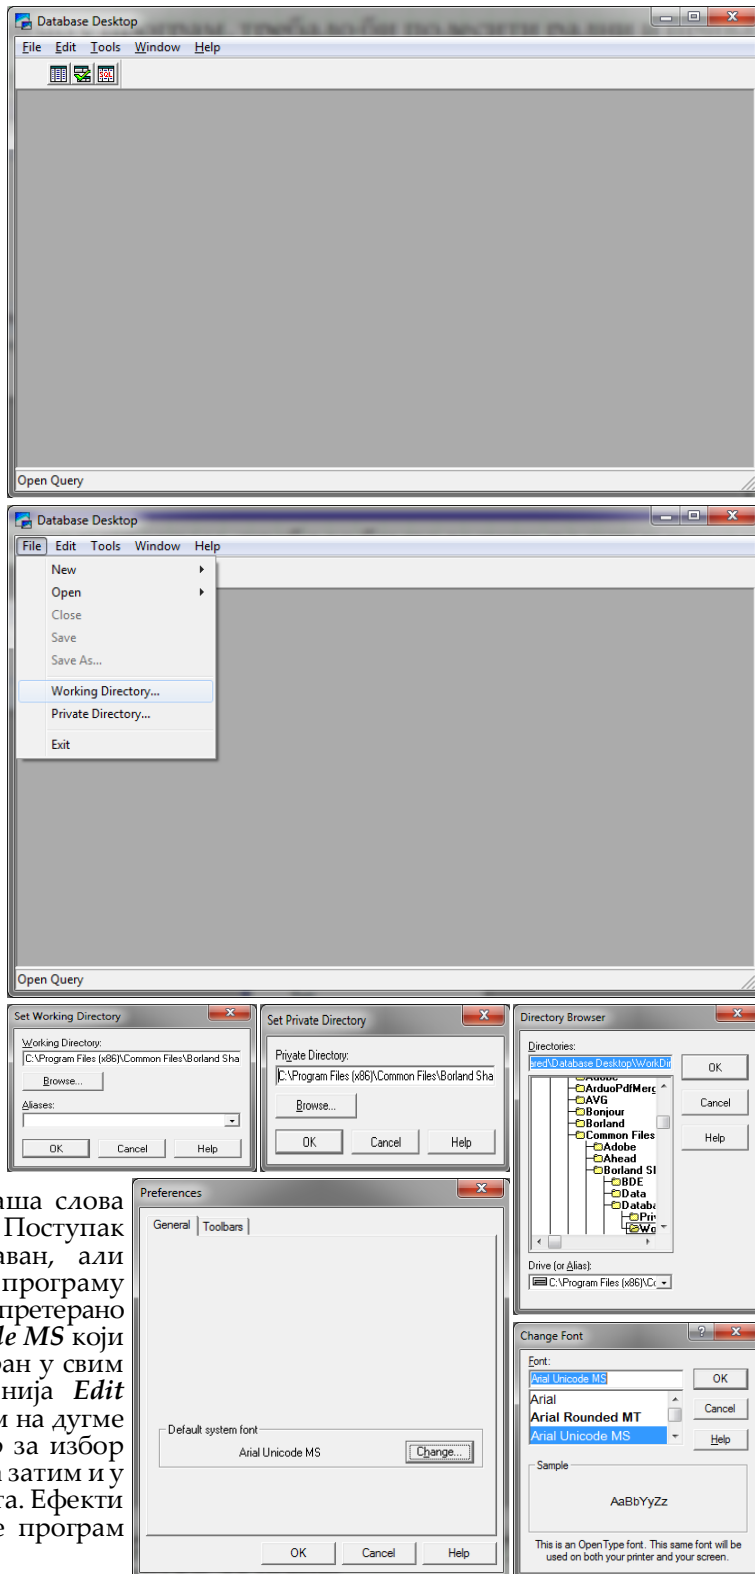 Database Desktop
File Edit Tools Window Help
Open Query
Database Desktop
File Edit Tools Window Help
New
Open
Close
Save
Save As...
Working Directory...
Private Directory...
Exit
Open Query
Set Working Directory
Working Directory:
C:\Program Files (x86)\Common Files\Borland Sha
Browse...
Aliases:
OK Cancel Help
Set Private Directory
Private Directory:
C:\Program Files (x86)\Common Files\Borland Sha
Browse...
OK Cancel Help
Directory Browser
Directories:
ared\Database Desktop\WorkDir
OK
Cancel
Help
Adobe
ArduoPdfMerg
AVG
Bonjour
Borland
Common Files
Adobe
Ahead
Borland Sl
BDE
Data
Databa
Pri
Wo
Drive (or Alias):
C:\Program Files (x86)\Co
аша слова
Поступак
аван, али
програму
претерано
de MS који
ран у свим
нија Edit
м на дугме
о за избор
а затим и у
та. Ефекти
е програм
Preferences
General Toolbars
Default system font
Arial Unicode MS Change...
OK Cancel Help
Change Font
Font:
Arial Unicode MS
Arial
Arial Rounded MT
Arial Unicode MS
OK
Cancel
Help
Sample
AaBbYyZz
This is an OpenType font. This same font will be
used on both your printer and your screen.